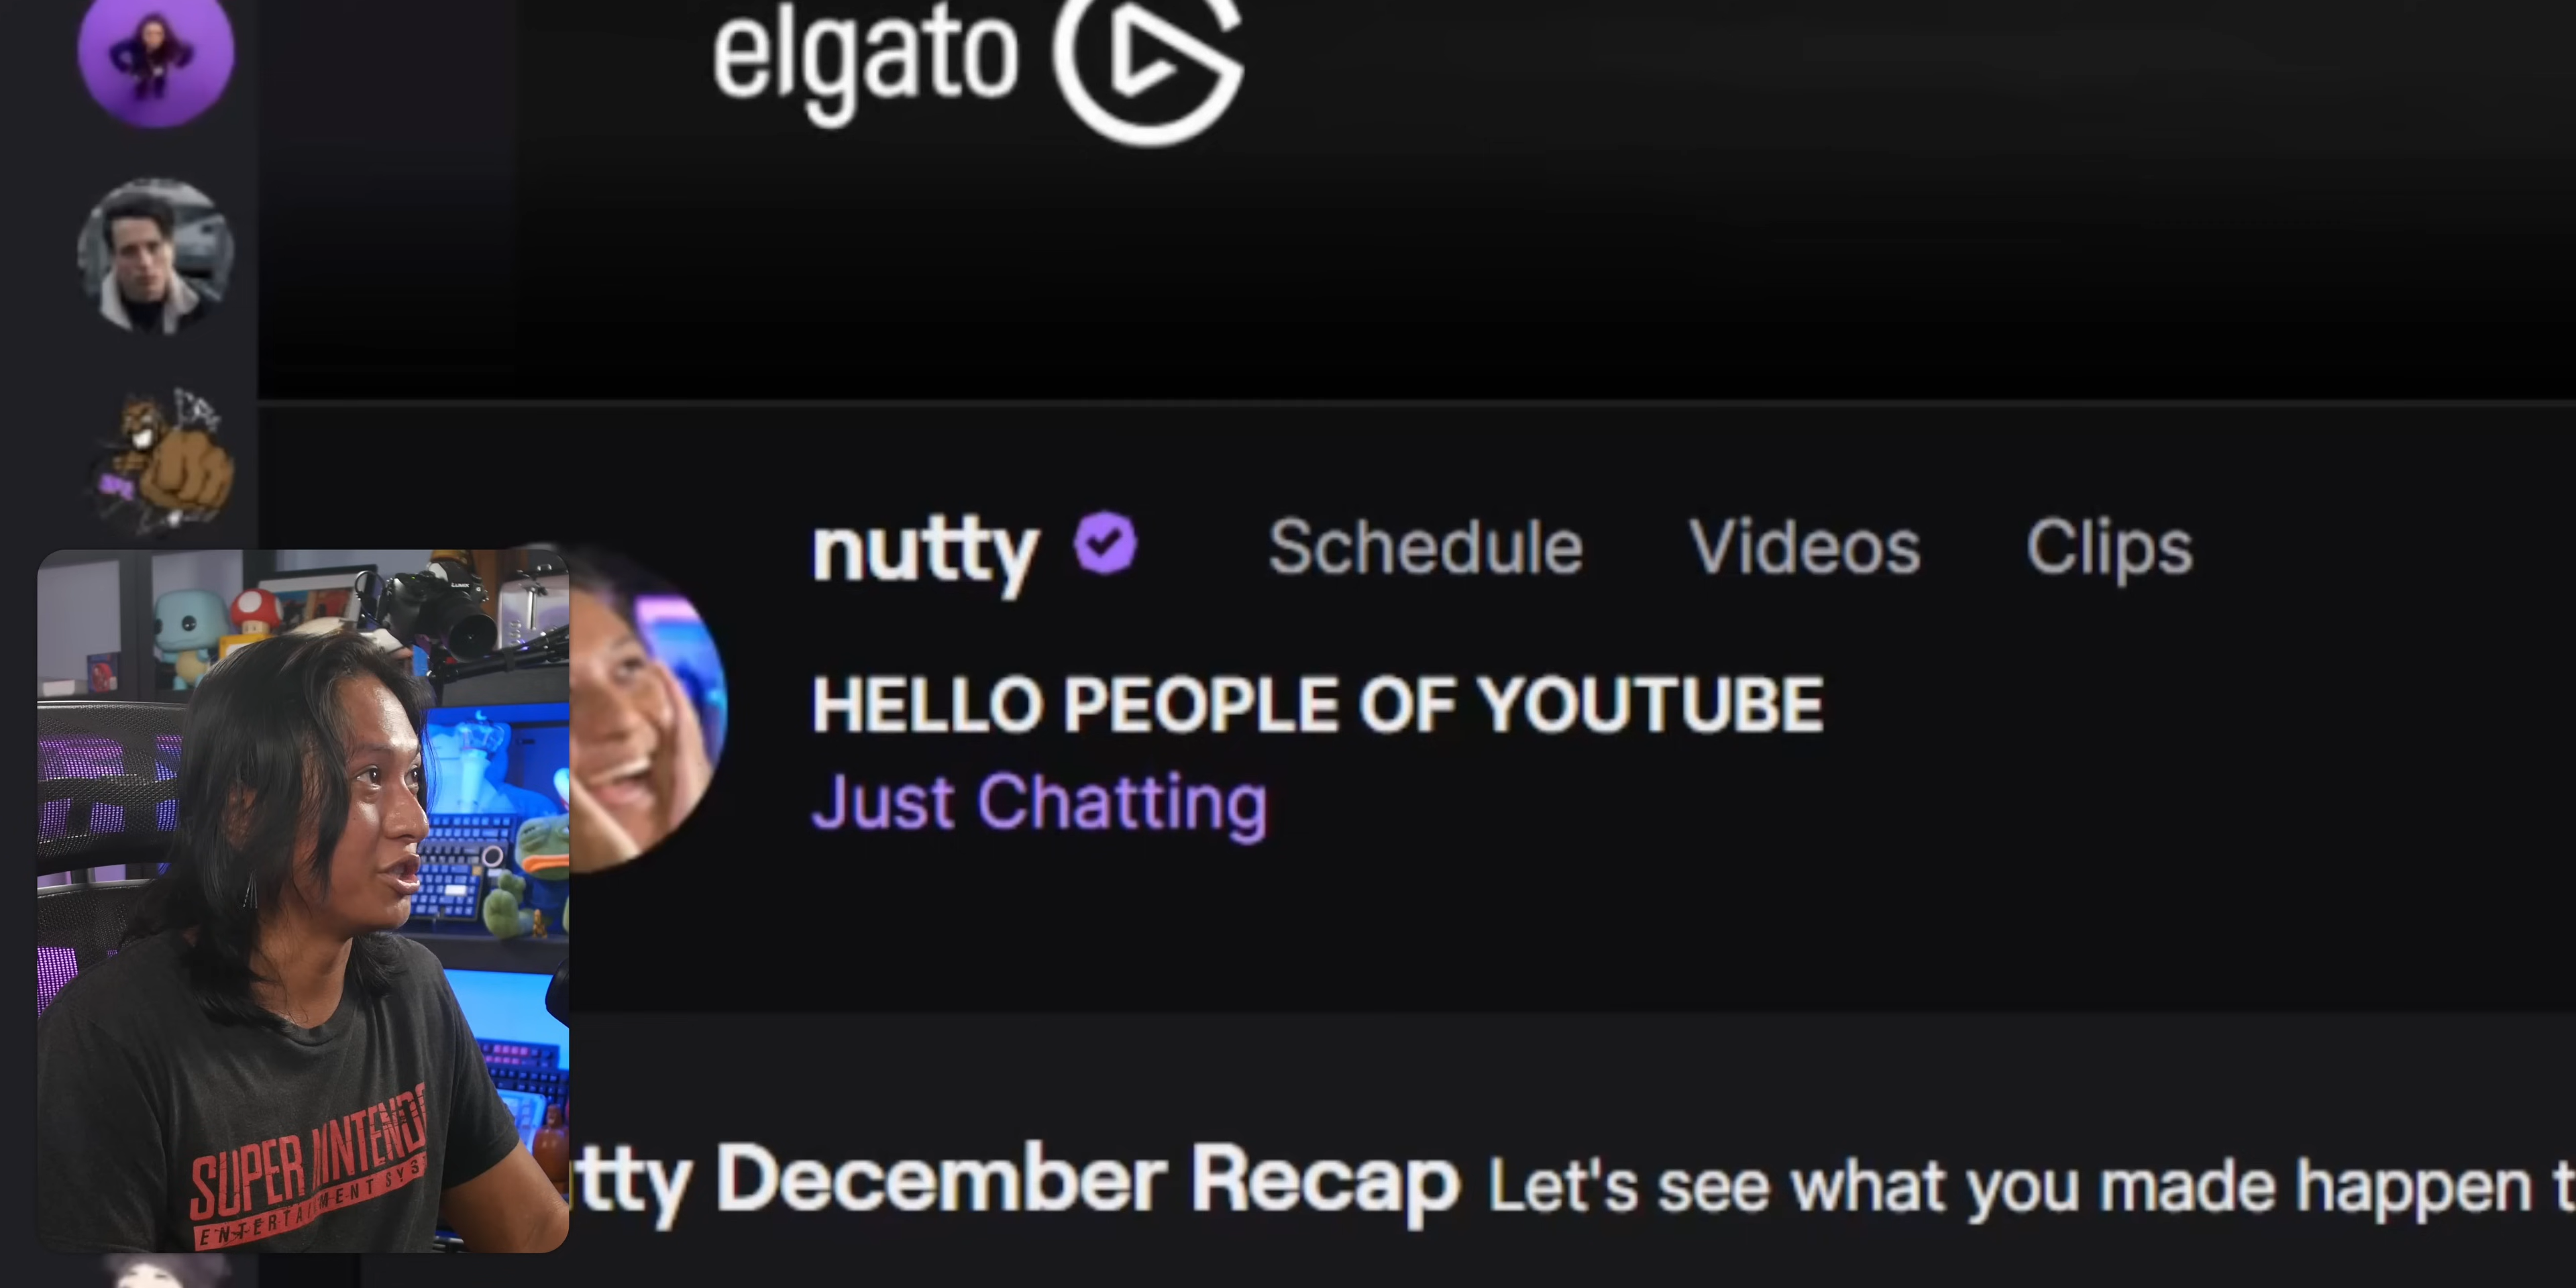 elgato
nutty Schedule Videos Clips
HELLO PEOPLE OF YOUTUBE
Just Chatting
LUMIX
SUPER NINTENDO
ENTERTAINMENT SYS
tty December Recap Let's see what you made happen t